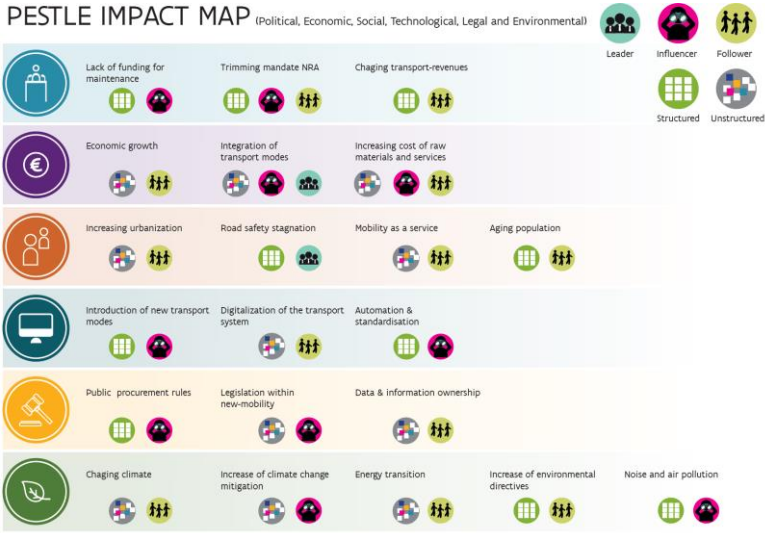 PESTLE IMPACT MAP (Political, Economic, Social, Technological, Legal and Environmental)
Leader
Influencer
Follower
Structured
Unstructured
Lack of funding for
maintenance
Trimming mandate NRA
Chaging transport-revenues
€
Economic growth
Integration of
transport modes
Increasing cost of raw
materials and services
Increasing urbanization
Road safety stagnation
Mobility as a service
Aging population
Introduction of new transport
modes
Digitalization of the transport
system
Automation &
standardisation
Public procurement rules
Legislation within
new-mobility
Data & information ownership
Chaging climate
Increase of climate change
mitigation
Energy transition
Increase of environmental
directives
Noise and air pollution